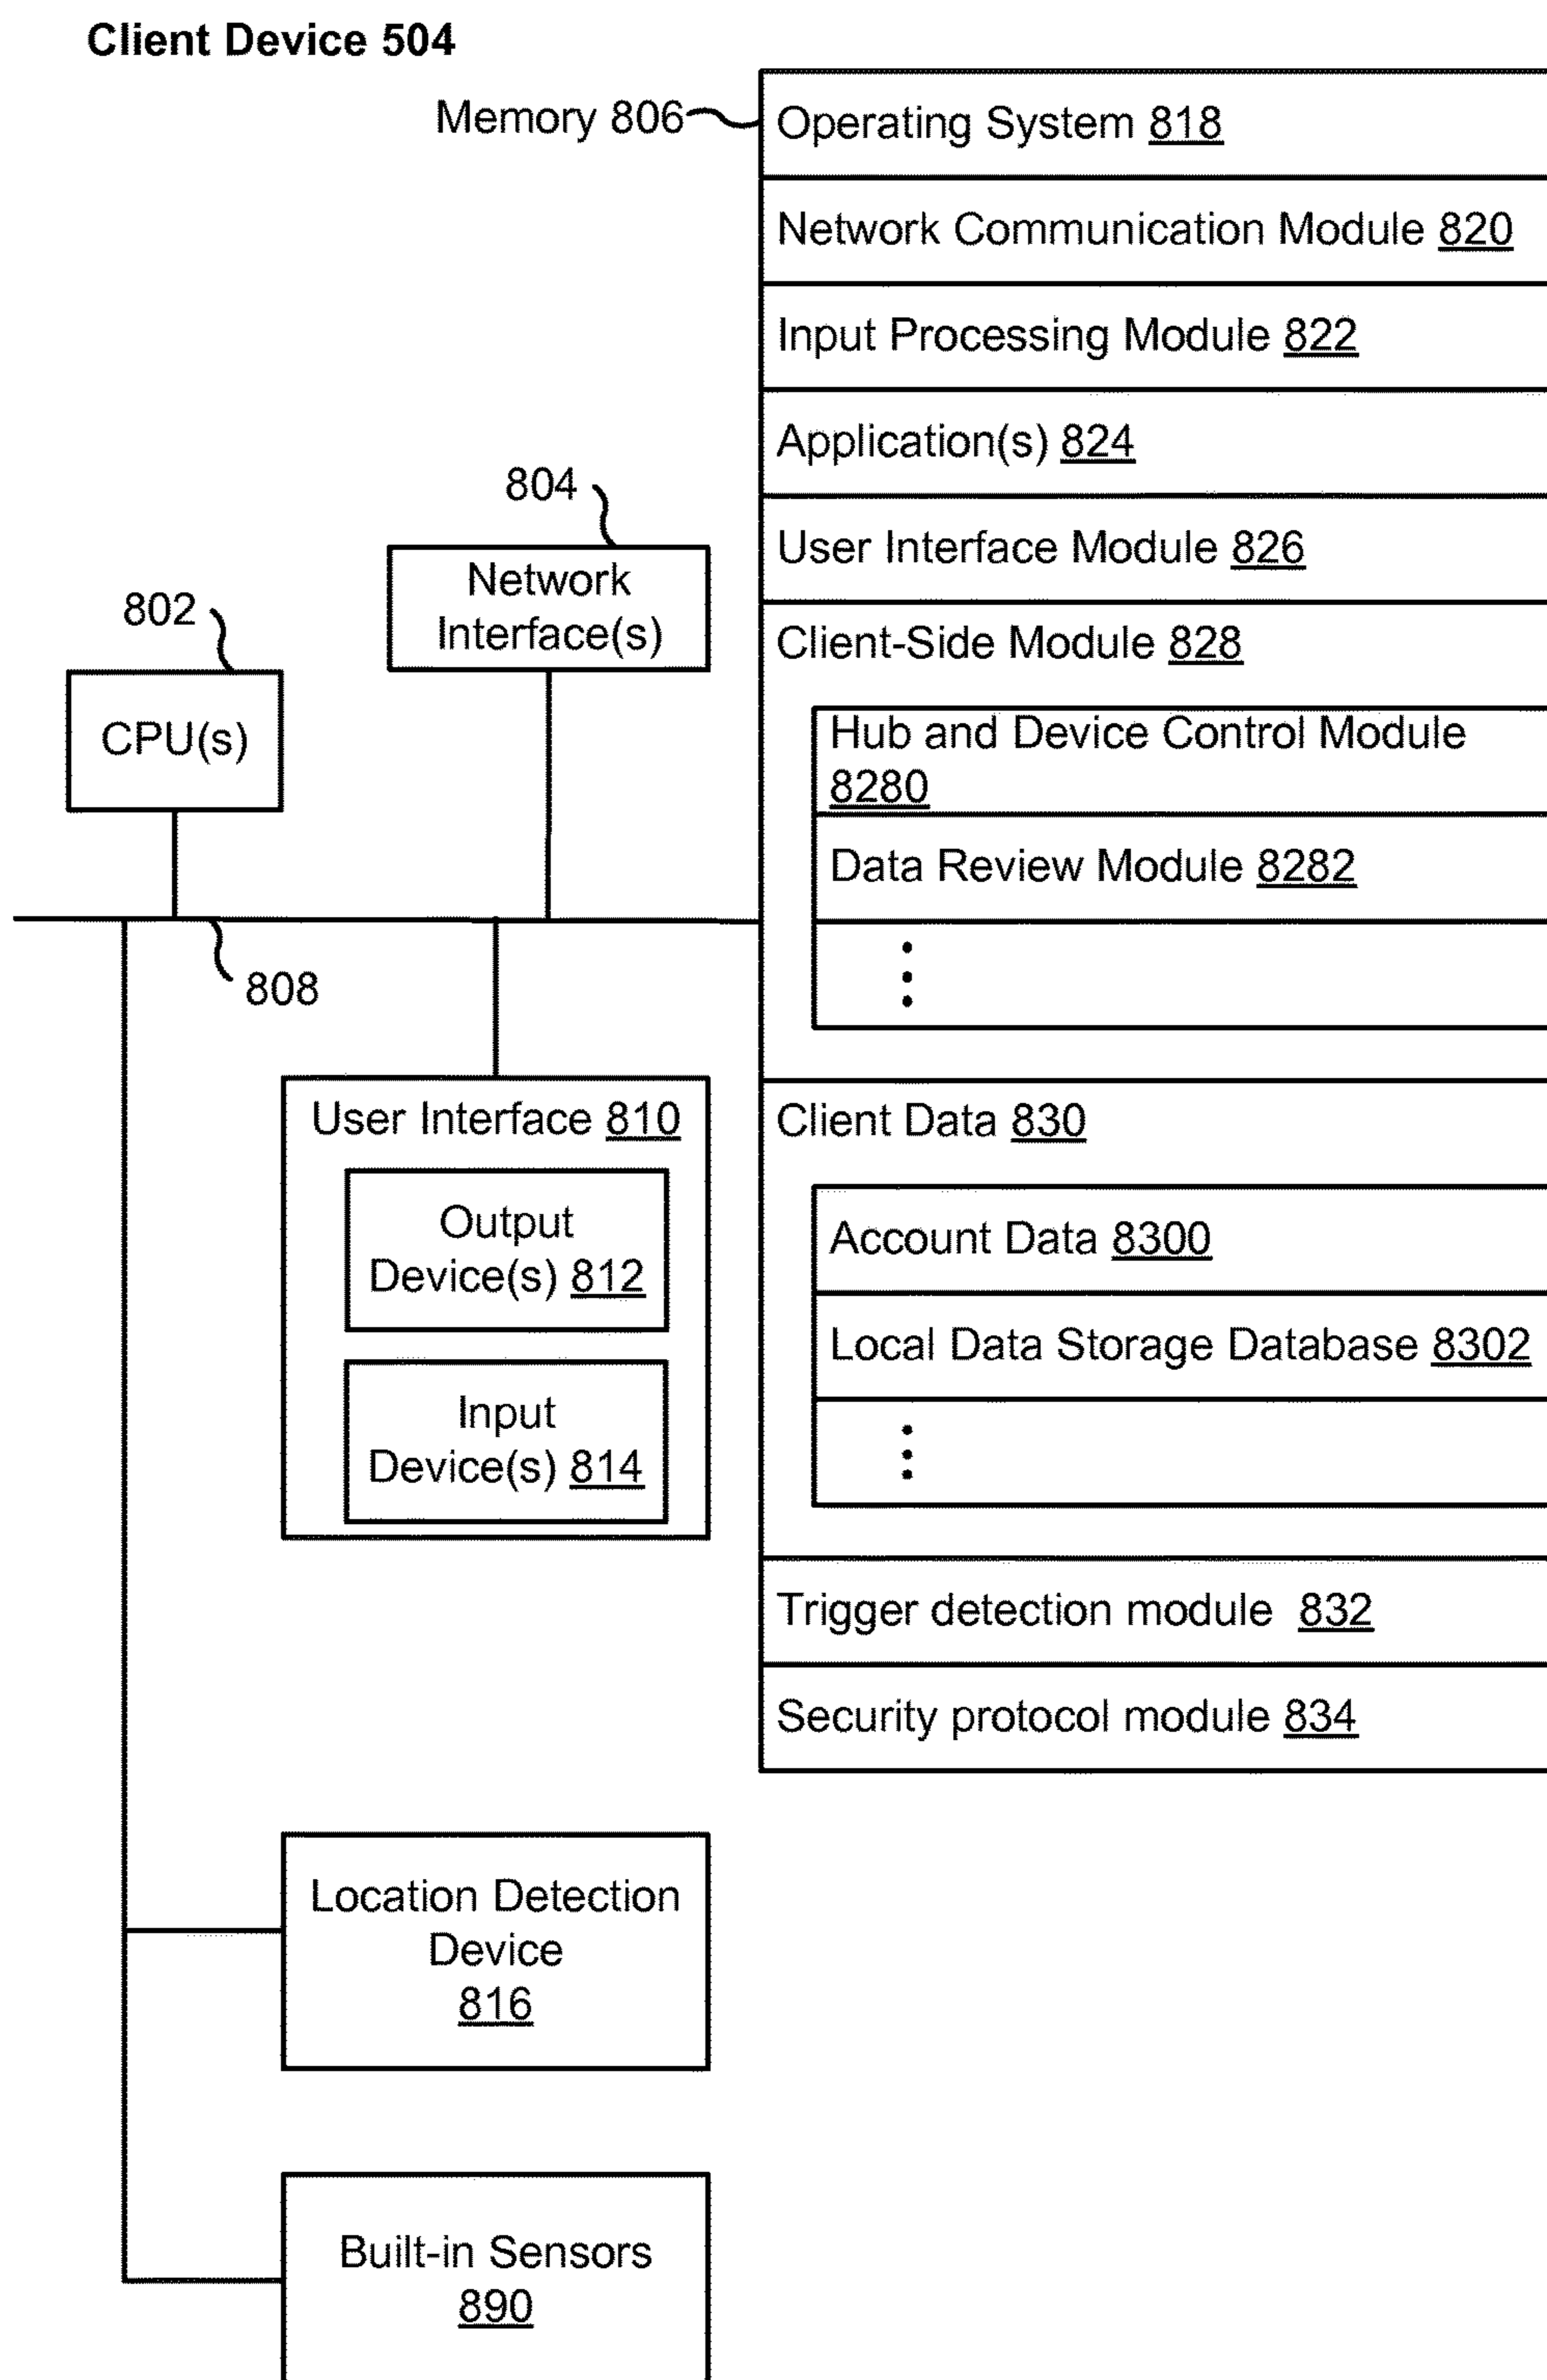 Client Device 504
Memory 806
Operating System 818
Network Communication Module 820
Input Processing Module 822
Application(s) 824
User Interface Module 826
Client-Side Module 828
Hub and Device Control Module
8280
Data Review Module 8282
Client Data 830
Account Data 8300
Local Data Storage Database 8302
Trigger detection module 832
Security protocol module 834
804
Network
Interface(s)
802
CPU(s)
808
User Interface 810
Output
Device(s) 812
Input
Device(s) 814
Location Detection
Device
816
Built-in Sensors
890